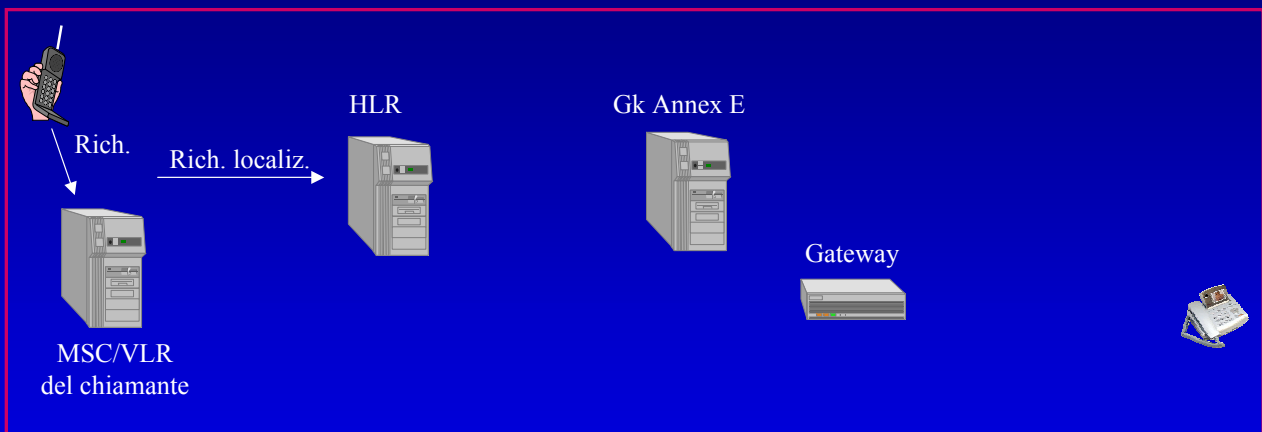 HLR
Gk Annex E
Rich.
Rich. localiz.
Gateway
MSC/VLR
del chiamante